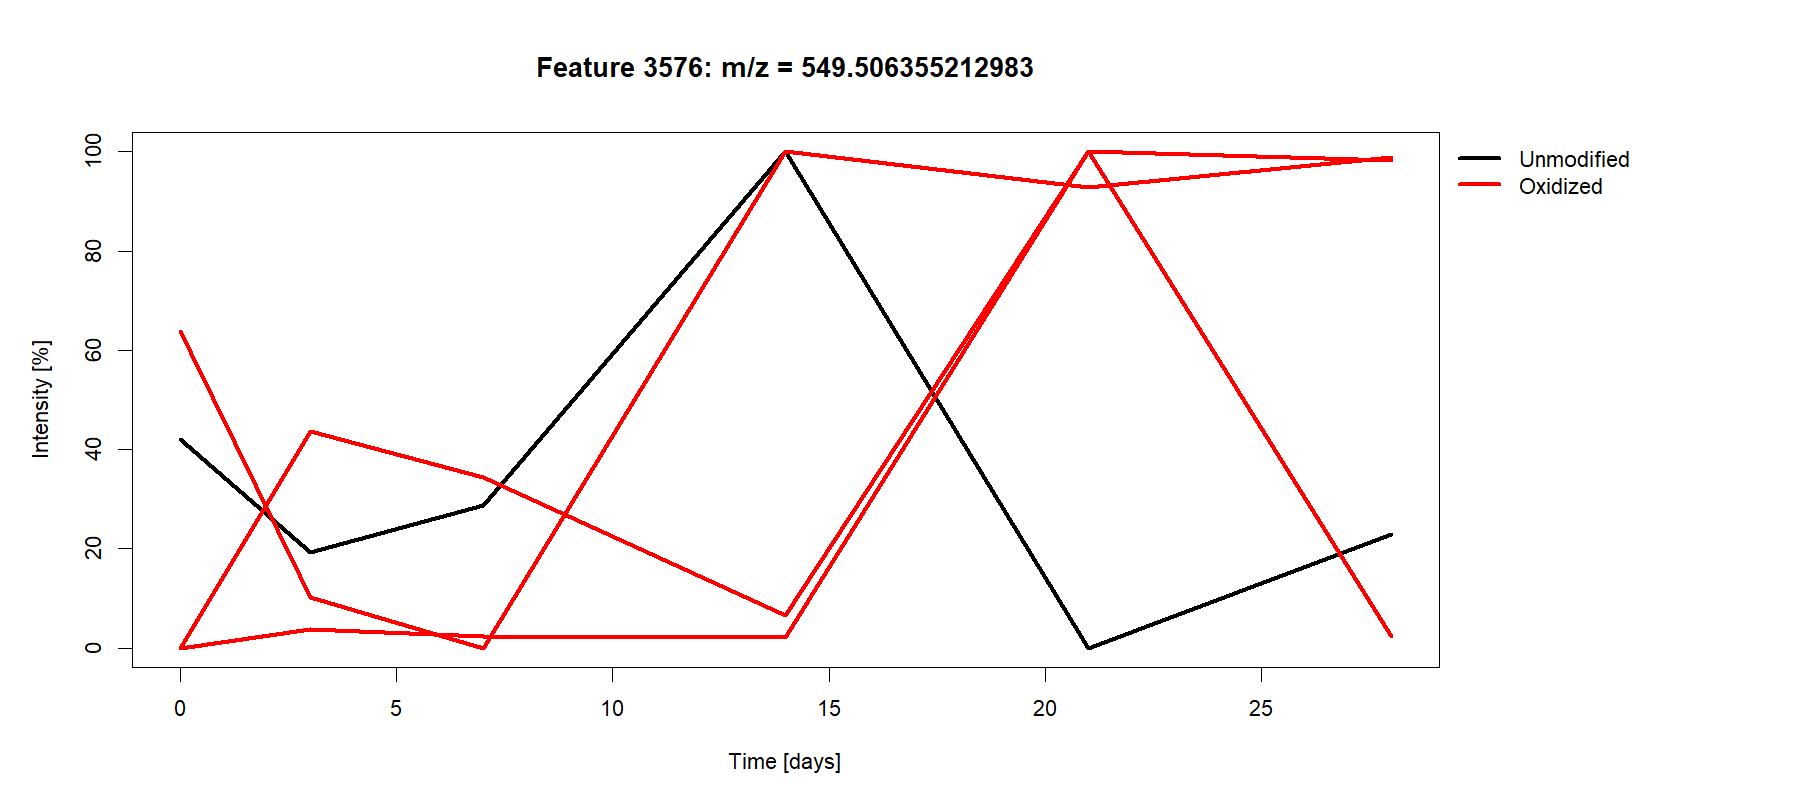 Feature 3576: m/z = 549.506355212983
100
80
60
40
20
0
Intensity [%]
Unmodified
Oxidized
0 5 10 15 20 25
Time [days]